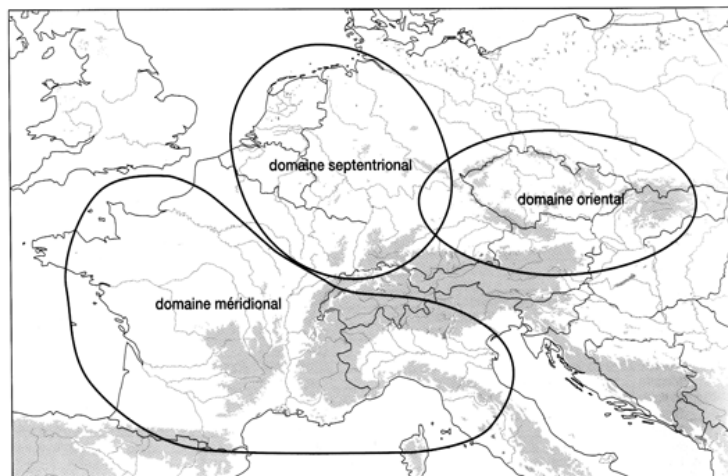 domaine septentrional
domaine oriental
domaine méridional